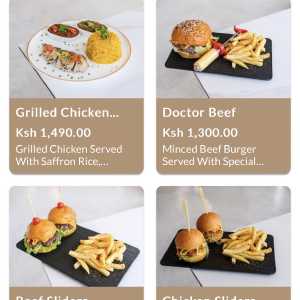 Grilled Chicken...
Ksh 1,490.00
Grilled Chicken Served
With Saffron Rice,...
Doctor Beef
Ksh 1,300.00
Minced Beef Burger
Served With Special...
Beef Sliders
Chicken Sliders